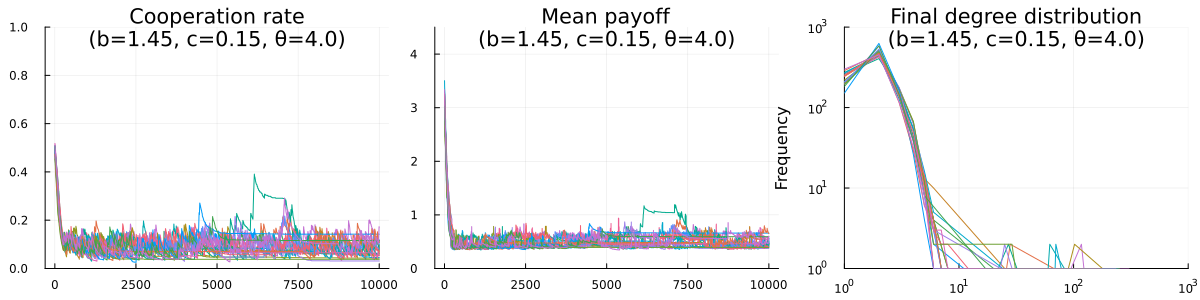 Cooperation rate
(b=1.45, c=0.15, θ=4.0)
1.0
0.8
0.6
0.4
0.2
0.0
0 2500 5000 7500 10000
Mean payoff
(b=1.45, c=0.15, θ=4.0)
4
3
2
1
0
0 2500 5000 7500 10000
Final degree distribution
(b=1.45, c=0.15, θ=4.0)
Frequency
10³
10²
10¹
10⁰
10⁰ 10¹ 10² 10³